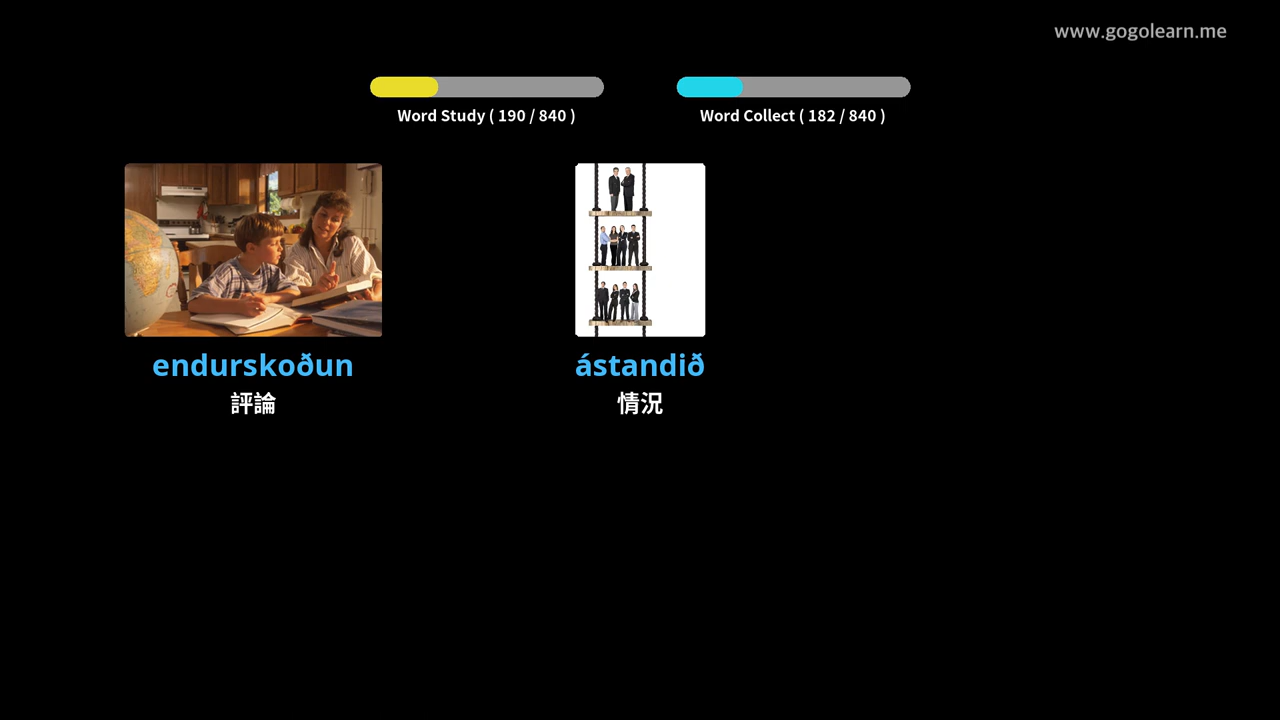 www.gogolearn.me
Word Study ( 190 / 840 )
Word Collect ( 182 / 840 )
endurskoðun
評論
ástandið
情況